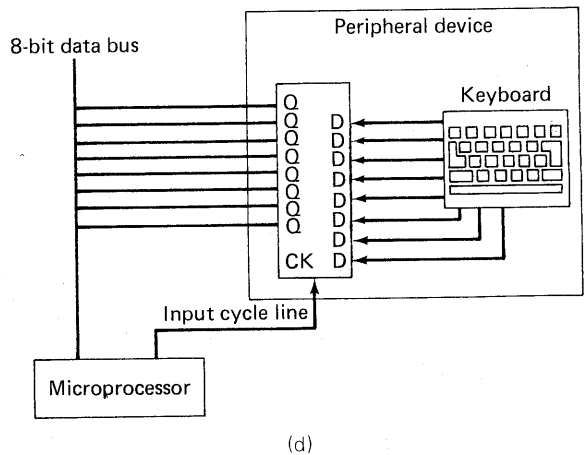 Peripheral device
8-bit data bus
Keyboard
Q
Q
Q
Q
Q
Q
Q
Q
D
D
D
D
D
D
D
CK D
Input cycle line
Microprocessor
(d)